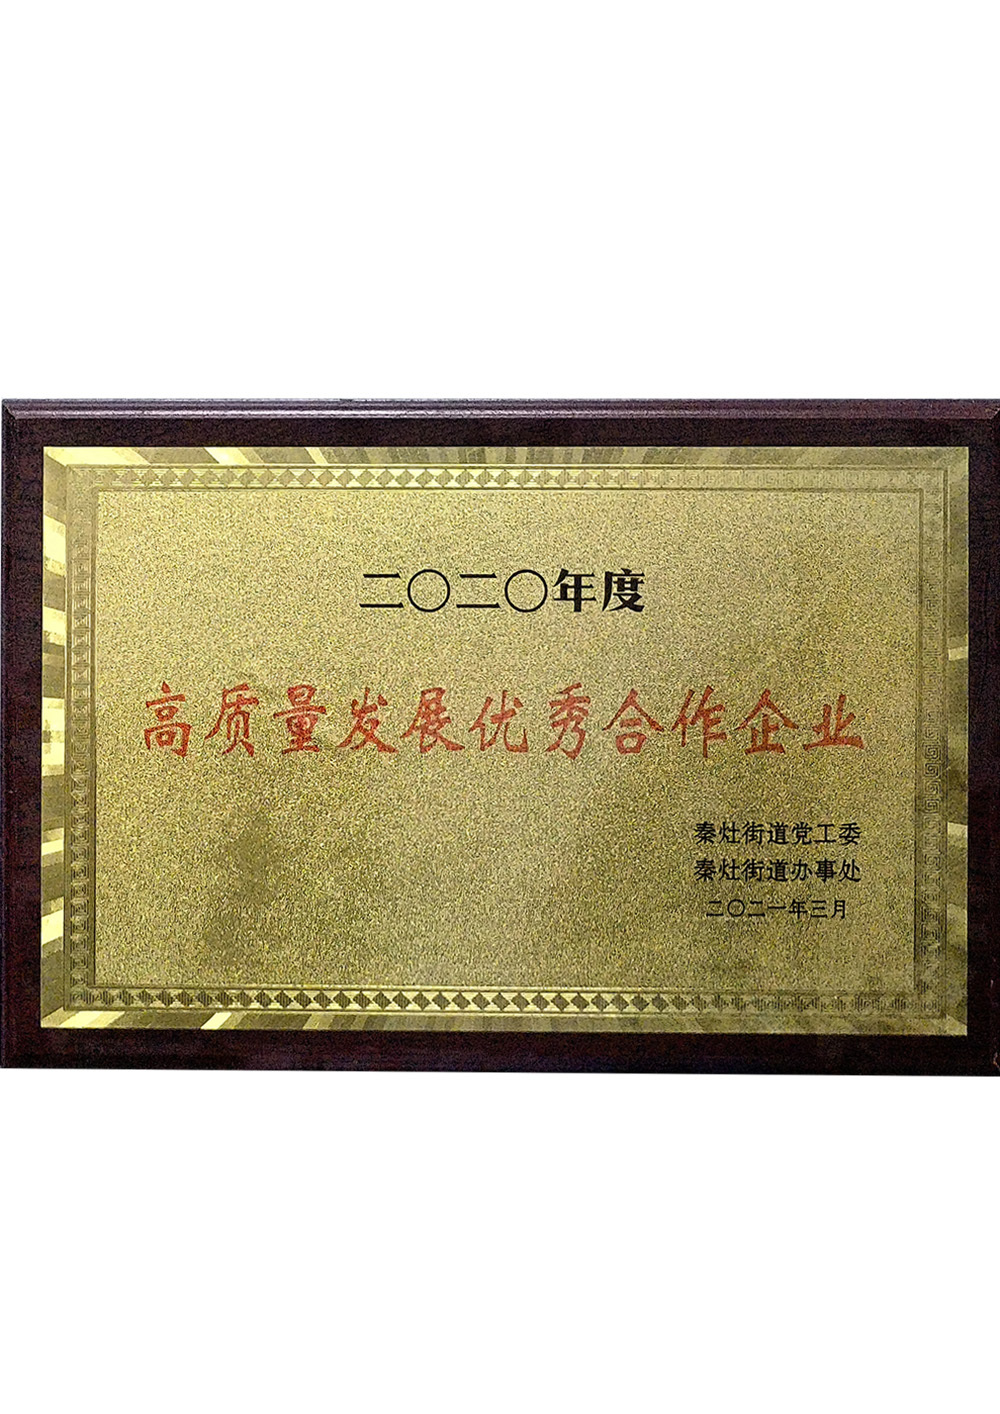 二〇二〇年度
高质量发展优秀合作企业
秦灶街道党工委
秦灶街道办事处
二〇二一年三月